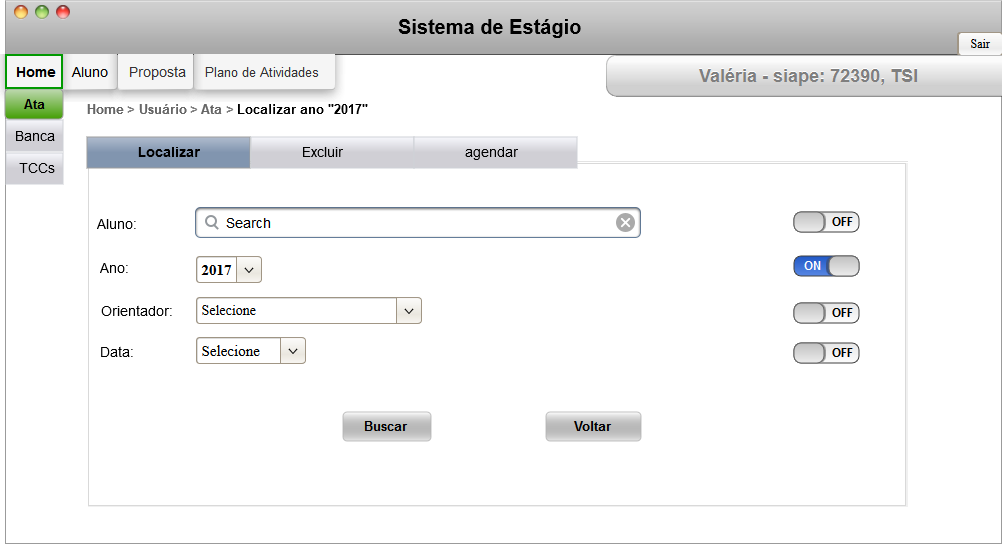 Sistema de Estágio
Sair
Home Aluno Proposta Plano de Atividades
Valéria - siape: 72390, TSI
Ata
Banca
TCCs
Home > Usuário > Ata > Localizar ano "2017"
Localizar Excluir agendar
Aluno: Search OFF
Ano: 2017 ON
Orientador: Selecione OFF
Data: Selecione OFF
Buscar Voltar